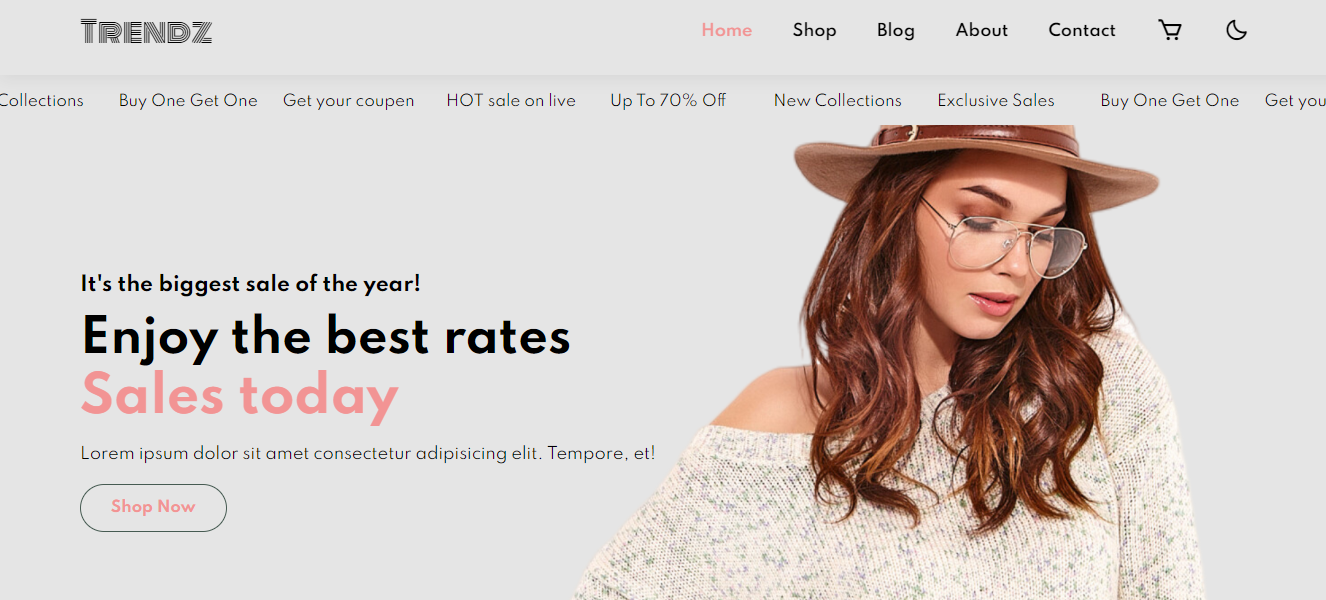 TRENDZ
Home Shop Blog About Contact
Collections Buy One Get One Get your coupen HOT sale on live Up To 70% Off New Collections Exclusive Sales Buy One Get One Get you
It's the biggest sale of the year!
Enjoy the best rates
Sales today
Lorem ipsum dolor sit amet consectetur adipisicing elit. Tempore, et!
Shop Now